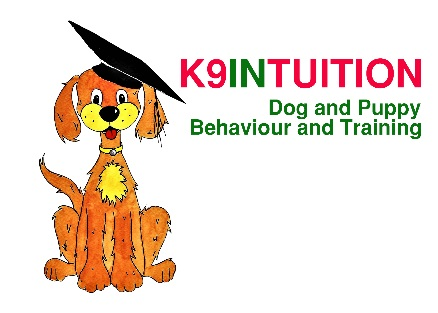 K9INTUITION
Dog and Puppy
Behaviour and Training